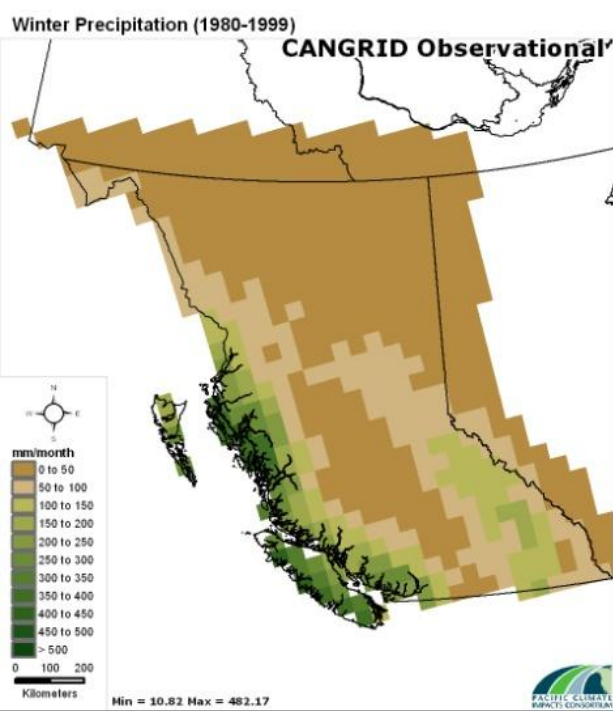 Winter Precipitation (1980-1999)
CANGRID Observational
N
W E
S
mm/month
0 to 50
50 to 100
100 to 150
150 to 200
200 to 250
250 to 300
300 to 350
350 to 400
400 to 450
450 to 500
> 500
0 100 200
Kilometers
Min = 10.82 Max = 482.17
PACIFIC CLIMATE
IMPACTS CONSORTIUM